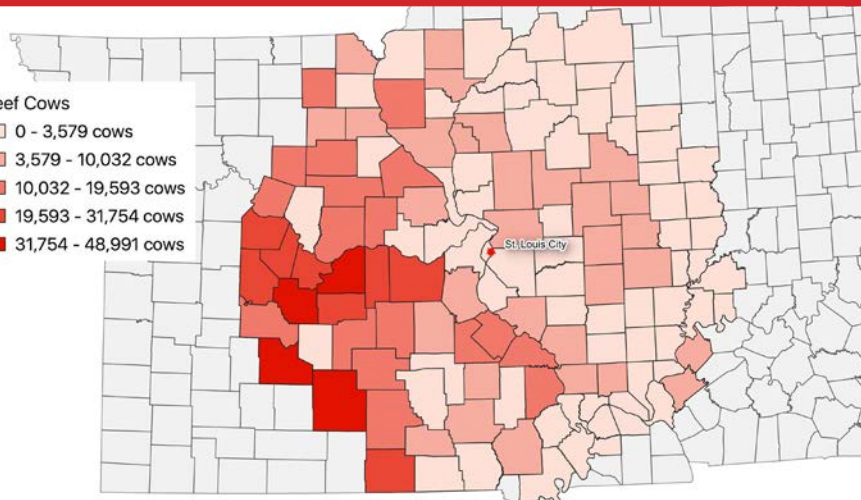 eef Cows
0 - 3,579 cows
3,579 - 10,032 cows
10,032 - 19,593 cows
19,593 - 31,754 cows
31,754 - 48,991 cows
St. Louis City